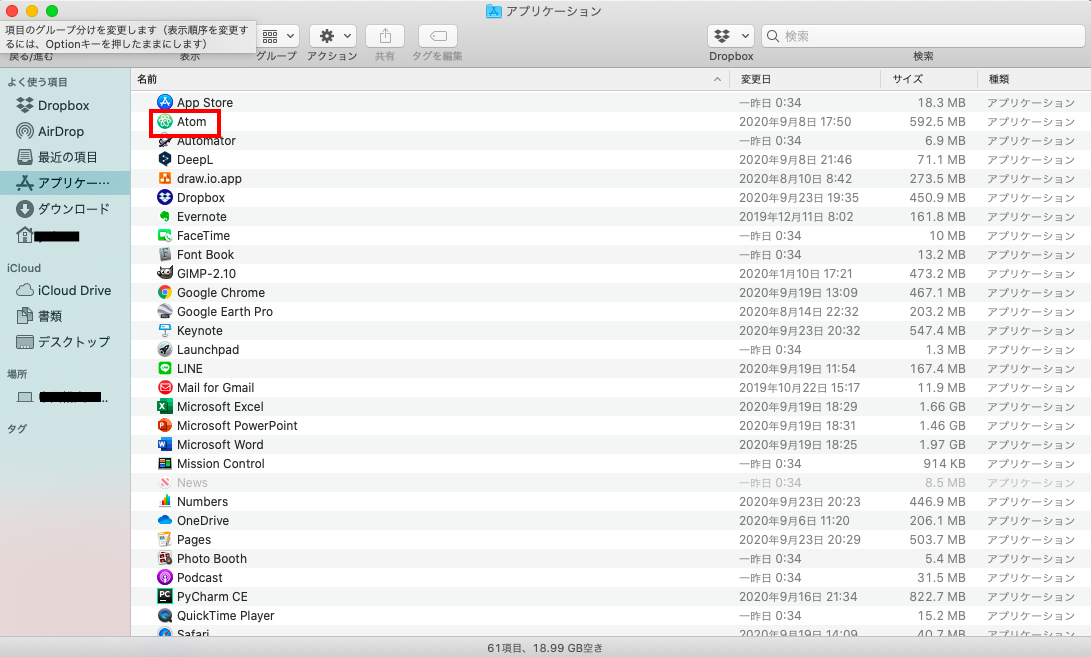 アプリケーション
項目のグループ分けを変更します（表示順序を変更す
るには、Optionキーを押したままにします）
戻る/進む 表示 グループ アクション 共有 タグを編集 Dropbox 検索
検索
よく使う項目
Dropbox
AirDrop
最近の項目
アプリケー…
ダウンロード
iCloud
iCloud Drive
書類
デスクトップ
場所
..
タグ
名前 変更日 サイズ 種類
App Store 一昨日 0:34 18.3 MB アプリケーション
Atom 2020年9月8日 17:50 592.5 MB アプリケーション
Automator 一昨日 0:34 6.9 MB アプリケーション
DeepL 2020年9月8日 21:46 71.1 MB アプリケーション
draw.io.app 2020年8月10日 8:42 273.5 MB アプリケーション
Dropbox 2020年9月23日 19:35 450.9 MB アプリケーション
Evernote 2019年12月11日 8:02 161.8 MB アプリケーション
FaceTime 一昨日 0:34 10 MB アプリケーション
Font Book 一昨日 0:34 13.2 MB アプリケーション
GIMP-2.10 2020年1月10日 17:21 473.2 MB アプリケーション
Google Chrome 2020年9月19日 13:09 467.1 MB アプリケーション
Google Earth Pro 2020年8月14日 22:32 203.2 MB アプリケーション
Keynote 2020年9月23日 20:32 547.4 MB アプリケーション
Launchpad 一昨日 0:34 1.3 MB アプリケーション
LINE 2020年9月19日 11:54 167.4 MB アプリケーション
Mail for Gmail 2019年10月22日 15:17 11.9 MB アプリケーション
Microsoft Excel 2020年9月19日 18:29 1.66 GB アプリケーション
Microsoft PowerPoint 2020年9月19日 18:31 1.46 GB アプリケーション
Microsoft Word 2020年9月19日 18:25 1.97 GB アプリケーション
Mission Control 一昨日 0:34 914 KB アプリケーション
News 一昨日 0:34 8.5 MB アプリケーション
Numbers 2020年9月23日 20:23 446.9 MB アプリケーション
OneDrive 2020年9月6日 11:20 206.1 MB アプリケーション
Pages 2020年9月23日 20:29 503.7 MB アプリケーション
Photo Booth 一昨日 0:34 5.4 MB アプリケーション
Podcast 一昨日 0:34 31.5 MB アプリケーション
PyCharm CE 2020年9月16日 21:34 822.7 MB アプリケーション
QuickTime Player 一昨日 0:34 15.2 MB アプリケーション
Safari 2020年9月19日 14:09 40.7 MB アプリケーション
61項目、18.99 GB空き